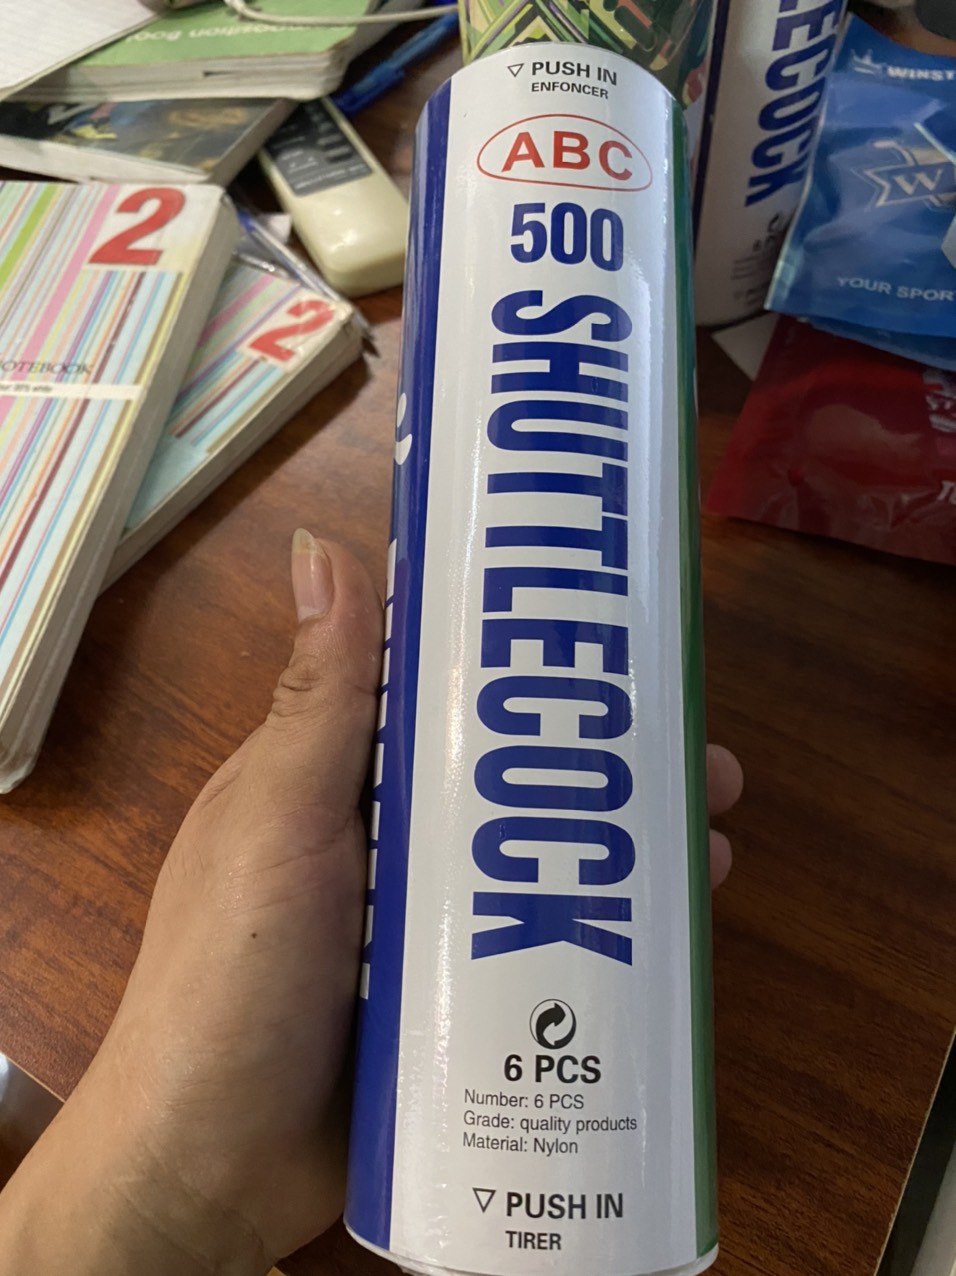 ▽ PUSH IN
ENFONCER
ABC
500 SHUTTLECOCK
6 PCS
Number: 6 PCS
Grade: quality products
Material: Nylon
▽ PUSH IN
TIRER
2
2
NOTEBOOK
WINST
W
YOUR SPOR
LECOCK